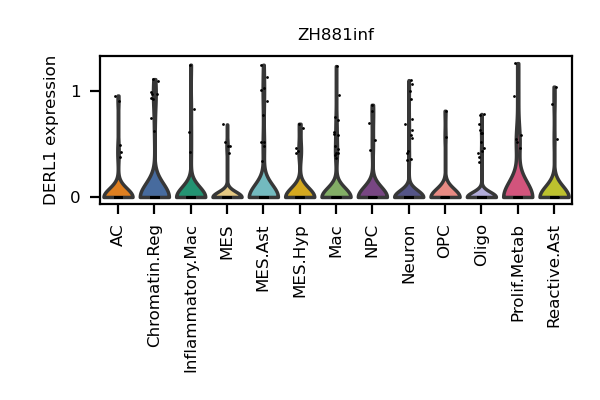 ZH881inf
DERL1 expression
1
0
AC
Chromatin.Reg
Inflammatory.Mac
MES
MES.Ast
MES.Hyp
Mac
NPC
Neuron
OPC
Oligo
Prolif.Metab
Reactive.Ast